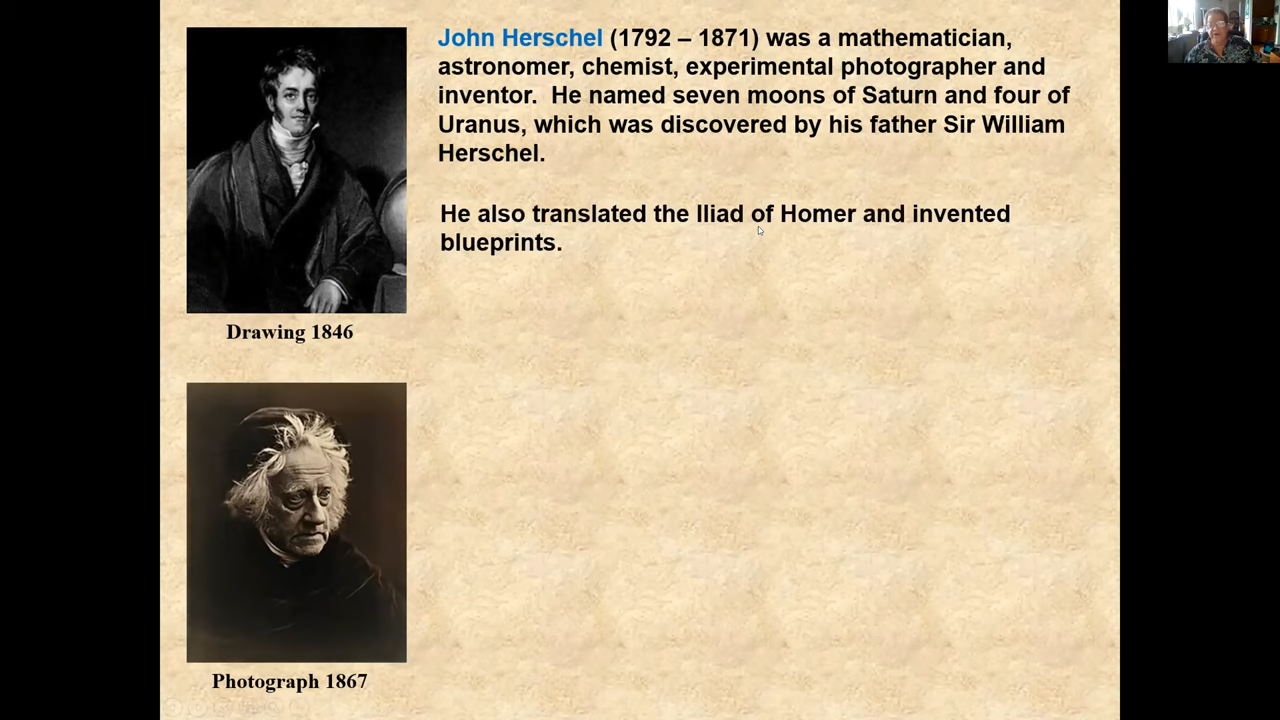 John Herschel (1792 – 1871) was a mathematician,
astronomer, chemist, experimental photographer and
inventor.  He named seven moons of Saturn and four of
Uranus, which was discovered by his father Sir William
Herschel.
He also translated the Iliad of Homer and invented
blueprints.
Drawing 1846
Photograph 1867